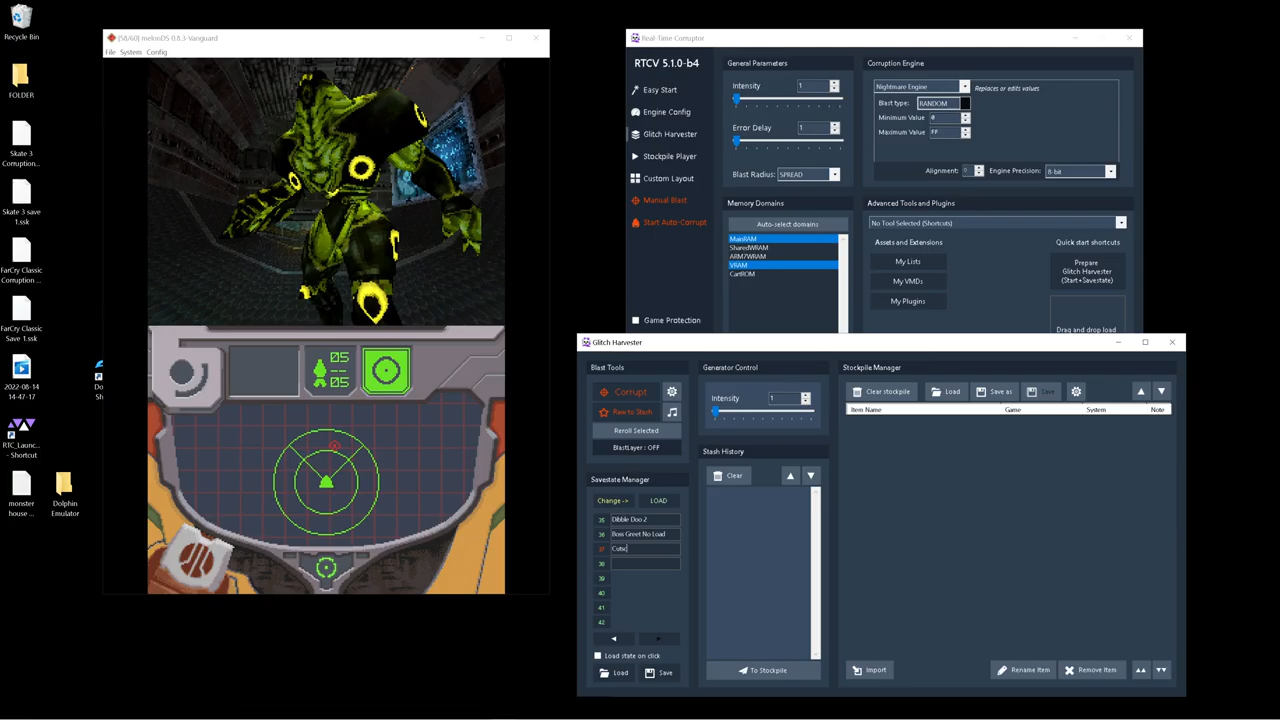 Recycle Bin
FOLDER
Skate 3
Corruption...
Skate 3 save
1.ssk
FarCry Classic
Corruption ...
FarCry Classic
Save 1.ssk
2022-08-14
14-47-17
Do
Sh
RTC_Launc...
- Shortcut
monster
house ...
Dolphin
Emulator
[58/60] melonDS 0.8.3-Vanguard
File System Config
05
--
05
Real-Time Corruptor
RTCV 5.1.0-b4
Easy Start
Engine Config
Glitch Harvester
Stockpile Player
Custom Layout
Manual Blast
Start Auto-Corrupt
Game Protection
General Parameters
Intensity 1
Error Delay 1
Blast Radius: SPREAD
Memory Domains
Auto-select domains
MainRAM
SharedWRAM
ARM7WRAM
VRAM
CartROM
Corruption Engine
Nightmare Engine Replaces or edits values
Blast type: RANDOM
Minimum Value 0
Maximum Value FF
Alignment: 0 Engine Precision: 8-bit
Advanced Tools and Plugins
No Tool Selected (Shortcuts)
Assets and Extensions
My Lists
My VMDs
My Plugins
Quick start shortcuts
Prepare
Glitch Harvester
(Start+Savestate)
Drag and drop load
Glitch Harvester
Blast Tools
Corrupt
Raw to Stash
Reroll Selected
BlastLayer : OFF
Savestate Manager
Change -> LOAD
35 Dibble Doo 2
36 Boss Greet No Load
37 Cutsc
38
39
40
41
42
Load state on click
Load Save
Generator Control
Intensity 1
Stash History
Clear
To Stockpile
Stockpile Manager
Clear stockpile Load Save as Save
Item Name Game System Note
Import Rename Item Remove Item